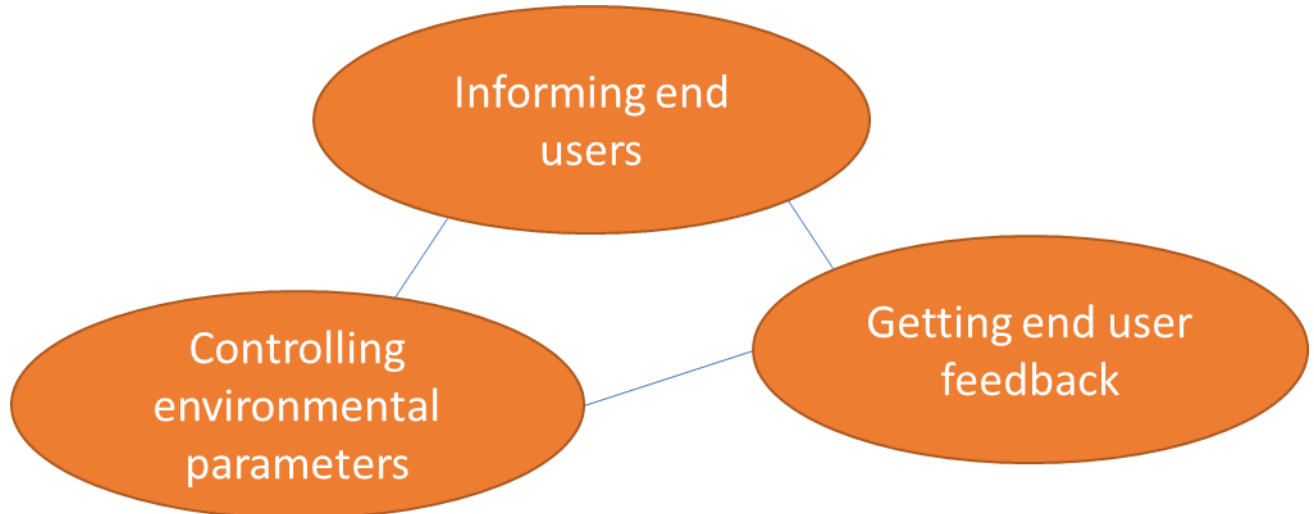 Informing end
users
Getting end user
feedback
Controlling
environmental
parameters